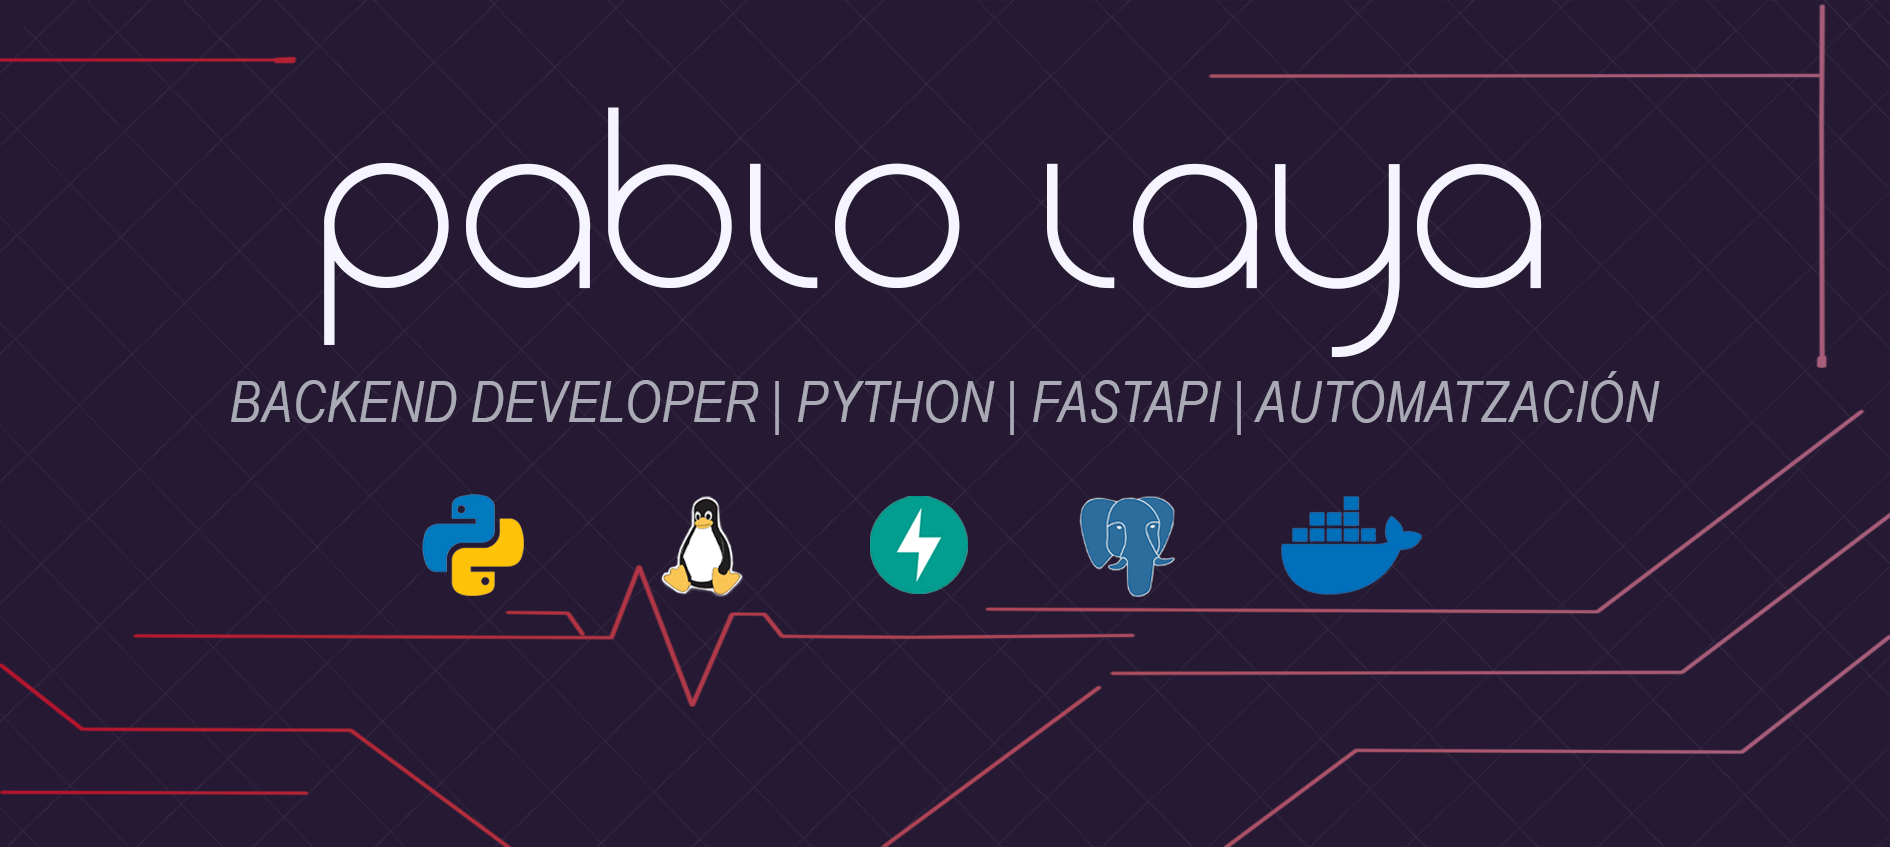 pablo laya
BACKEND DEVELOPER | PYTHON | FASTAPI | AUTOMATZACIÓN